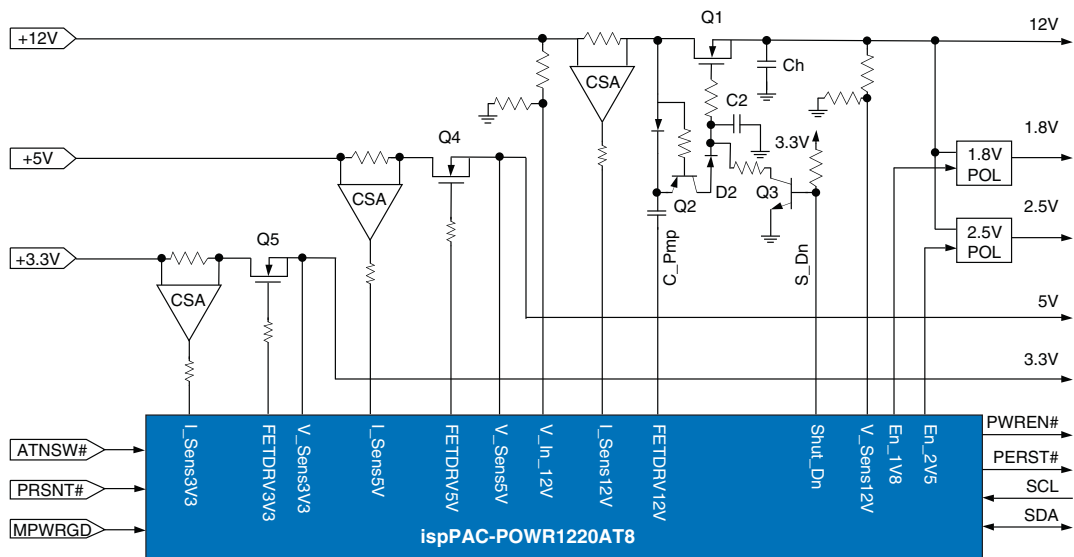 Q1
+12V
12V
CSA
Ch
C2
Q4
3.3V
1.8V
+5V
1.8V
POL
CSA
D2
Q3
Q2
2.5V
Q5
2.5V
POL
+3.3V
C_Pmp
S_Dn
CSA
5V
3.3V
I_Sens3V3
FETDRV3V3
V_Sens3V3
I_Sens5V
FETDRV5V
V_Sens5V
V_In_12V
I_Sens12V
FETDRV12V
Shut_Dn
V_Sens12V
En_1V8
En_2V5
ATNSW#
PWREN#
PRSNT#
PERST#
SCL
MPWRGD
SDA
ispPAC-POWR1220AT8